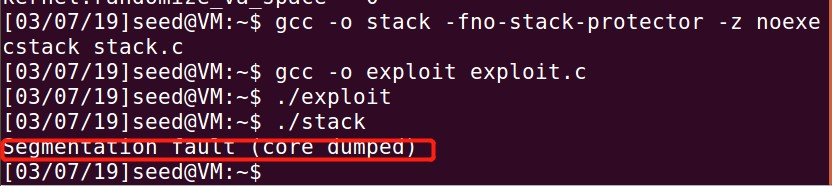 kernel.randomize_va_space = 0
[03/07/19]seed@VM:~$ gcc -o stack -fno-stack-protector -z noexe
cstack stack.c
[03/07/19]seed@VM:~$ gcc -o exploit exploit.c
[03/07/19]seed@VM:~$ ./exploit
[03/07/19]seed@VM:~$ ./stack
Segmentation fault (core dumped)
[03/07/19]seed@VM:~$